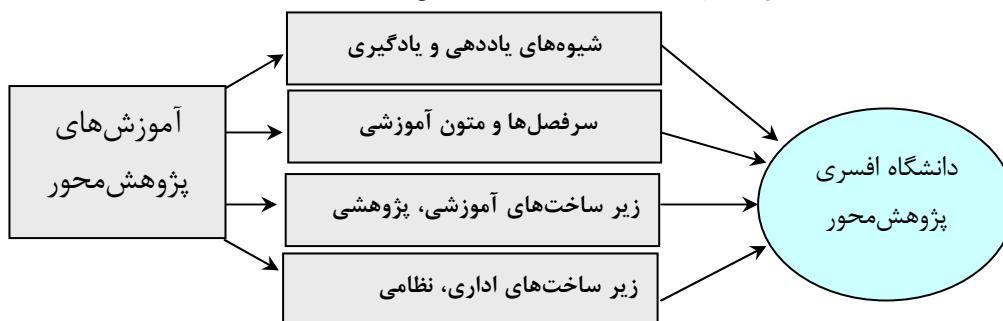 شیوه‌های یاددهی و یادگیری
آموزش‌های
پژوهش‌محور
سرفصل‌ها و متون آموزشی
زیر ساخت‌های آموزشی، پژوهشی
زیر ساخت‌های اداری، نظامی
دانشگاه افسری
پژوهش‌محور